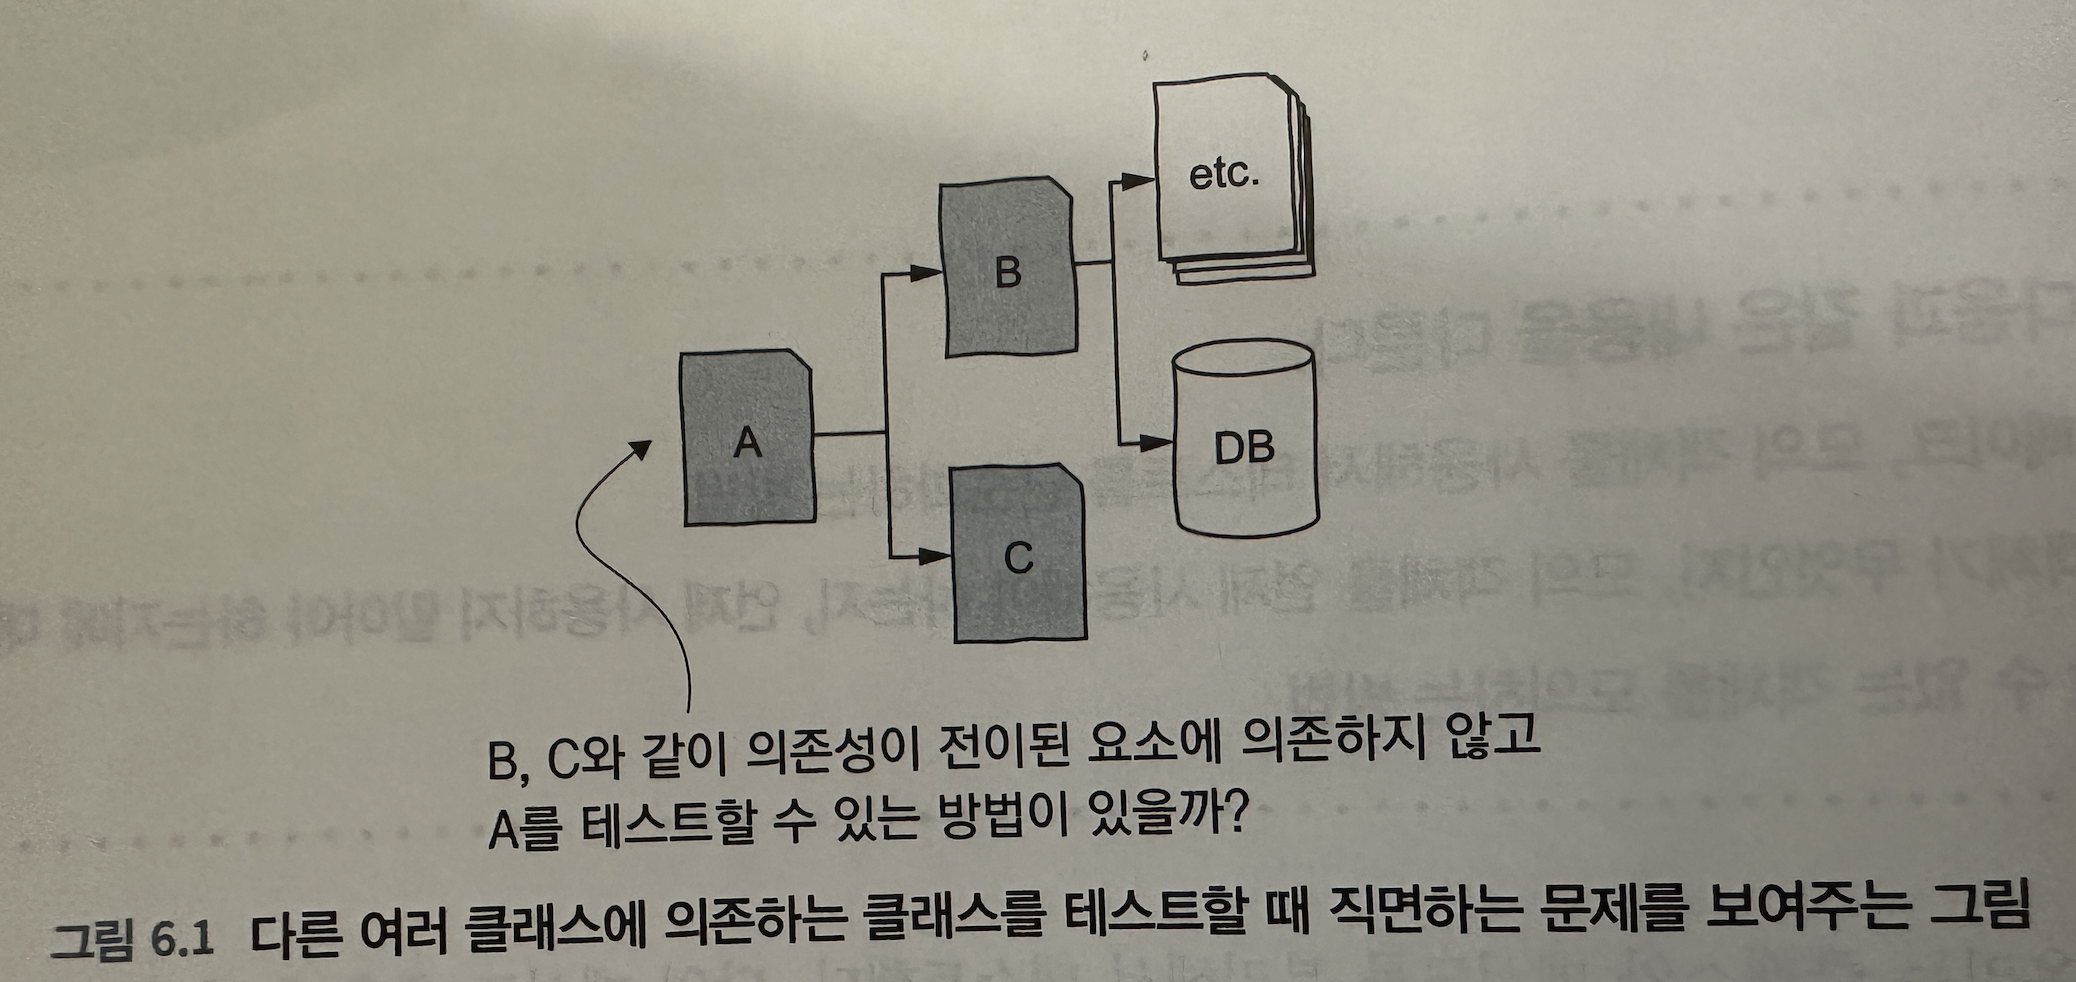 etc.
B
A
DB
C
B, C와 같이 의존성이 전이된 요소에 의존하지 않고
A를 테스트할 수 있는 방법이 있을까?
그림 6.1 다른 여러 클래스에 의존하는 클래스를 테스트할 때 직면하는 문제를 보여주는 그림